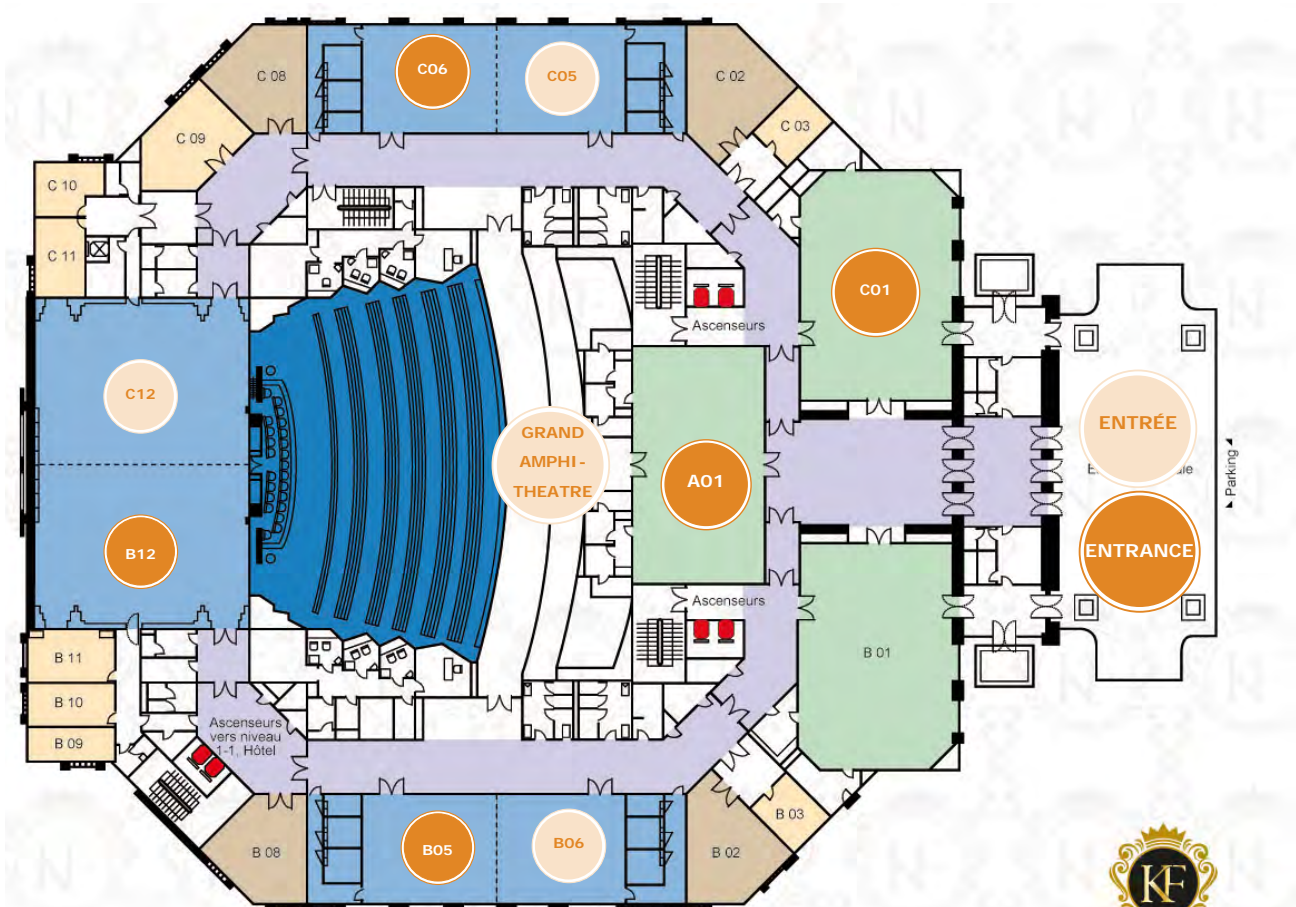 C06
C05
C 08
C 02
C 03
C 09
C 10
C 11
C01
Ascenseurs
C12
ENTRÉE
GRAND
AMPHI-
THEATRE
A01
Parking
B12
ENTRANCE
Ascenseurs
B 01
B 11
B 10
B 09
Ascenseurs
vers niveau
1-1, Hôtel
B 03
B05
B06
B 08
B 02
KF